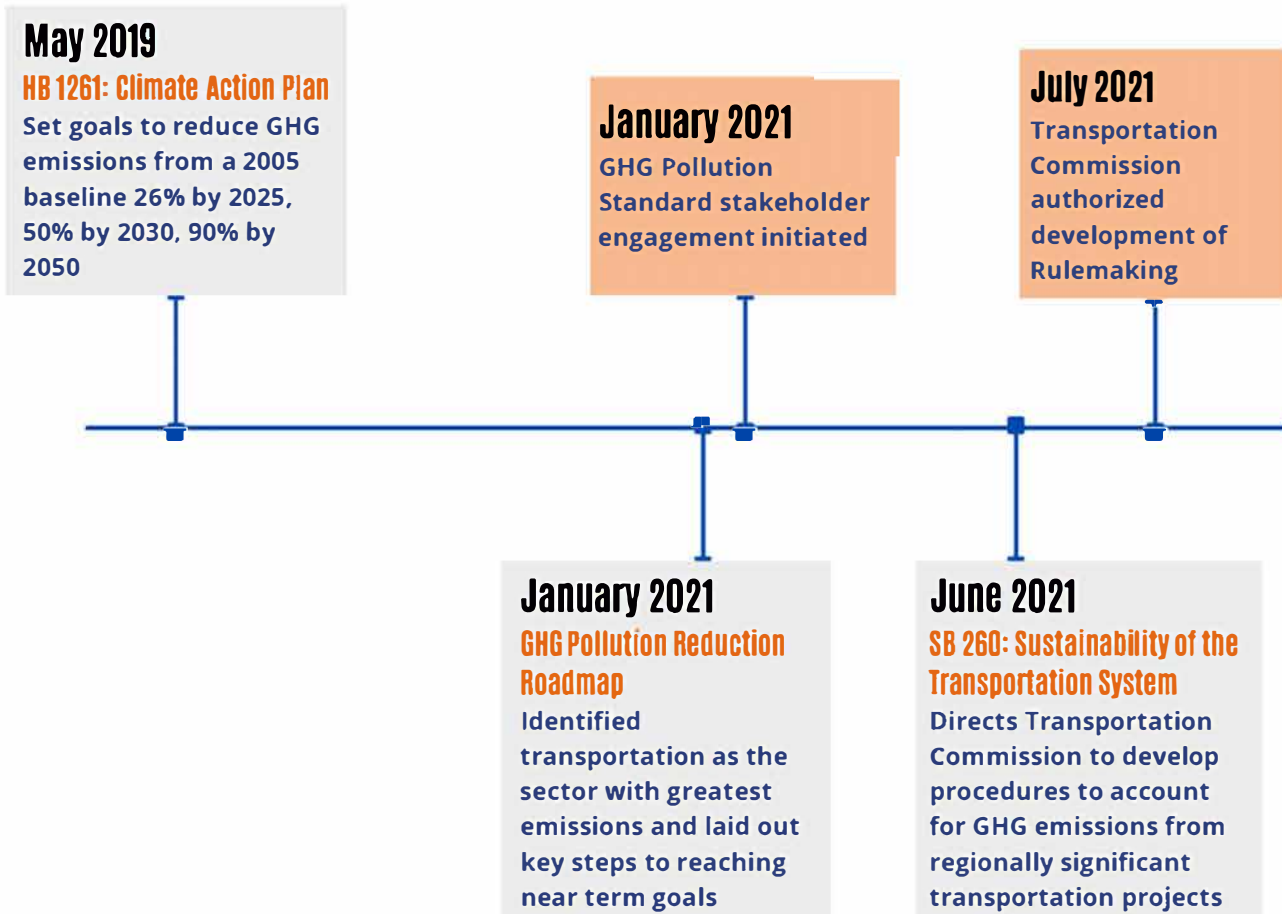 May 2019
HB 1261: Climate Action Plan
Set goals to reduce GHG
emissions from a 2005
baseline 26% by 2025,
50% by 2030, 90% by
2050
January 2021
GHG Pollution
Standard stakeholder
engagement initiated
July 2021
Transportation
Commission
authorized
development of
Rulemaking
January 2021
GHG Pollution Reduction
Roadmap
Identified
transportation as the
sector with greatest
emissions and laid out
key steps to reaching
near term goals
June 2021
SB 260: Sustainability of the
Transportation System
Directs Transportation
Commission to develop
procedures to account
for GHG emissions from
regionally significant
transportation projects